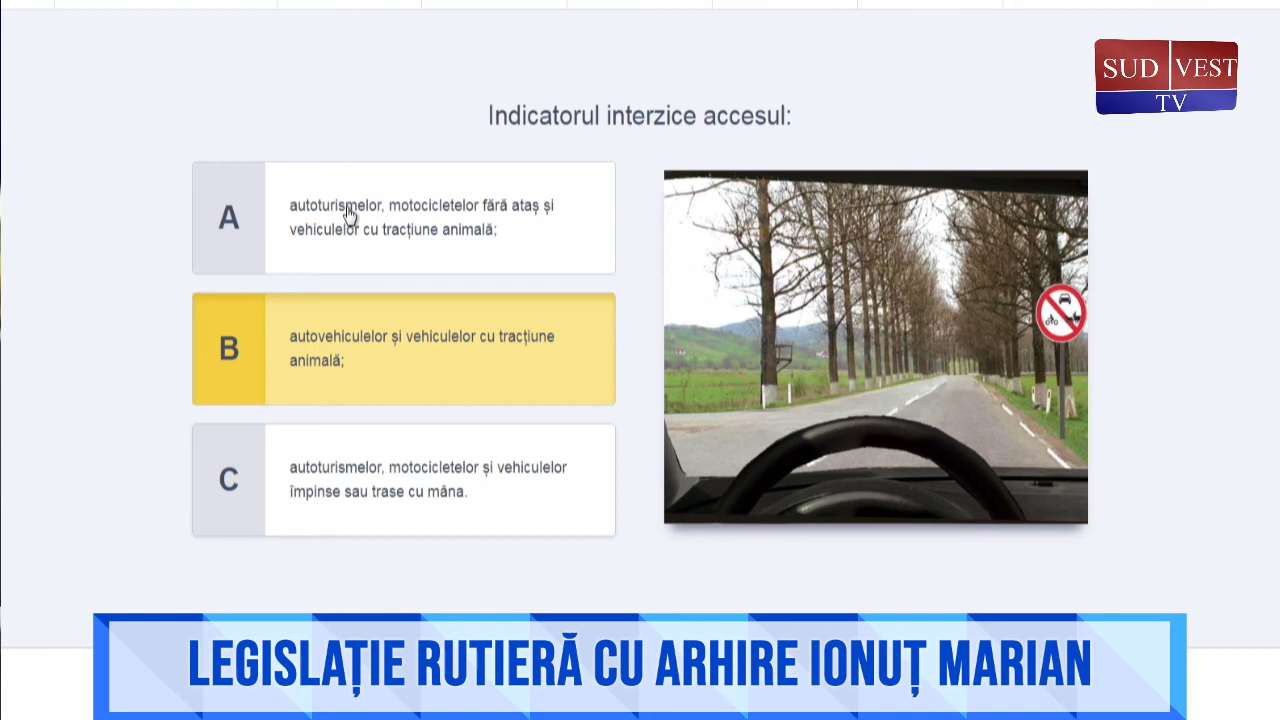 SUD VEST
TV
Indicatorul interzice accesul:
A
autoturismelor, motocicletelor fără ataș și
vehiculelor cu tracțiune animală;
B
autovehiculelor și vehiculelor cu tracțiune
animală;
C
autoturismelor, motocicletelor și vehiculelor
împinse sau trase cu mâna.
LEGISLAȚIE RUTIERĂ CU ARHIRE IONUȚ MARIAN